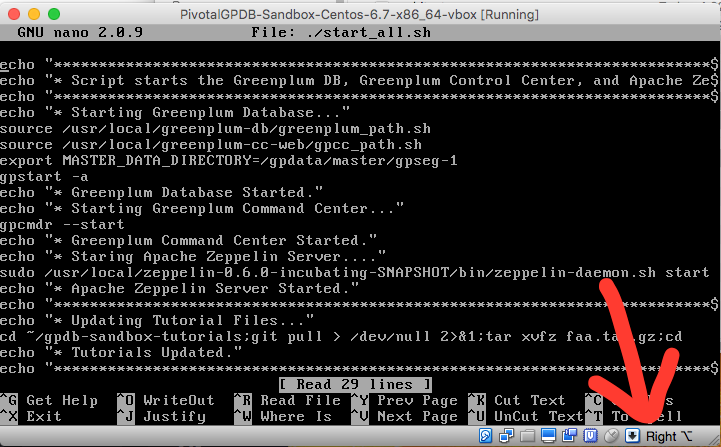 PivotalGPDB-Sandbox-Centos-6.7-x86_64-vbox [Running]
GNU nano 2.0.9 File: ./start_all.sh
echo "*******************************************************************************$
echo "* Script starts the Greenplum DB, Greenplum Control Center, and Apache Ze$
echo "*******************************************************************************$
echo "* Starting Greenplum Database..."
source /usr/local/greenplum-db/greenplum_path.sh
source /usr/local/greenplum-cc-web/gpcc_path.sh
export MASTER_DATA_DIRECTORY=/gpdata/master/gpseg-1
gpstart -a
echo "* Greenplum Database Started."
echo "* Starting Greenplum Command Center..."
gpcmdr --start
echo "* Greenplum Command Center Started."
echo "* Staring Apache Zeppelin Server...."
sudo /usr/local/zeppelin-0.6.0-incubating-SNAPSHOT/bin/zeppelin-daemon.sh start
echo "* Apache Zeppelin Server Started."
echo "*******************************************************************************$
echo "* Updating Tutorial Files..."
cd ~/gpdb-sandbox-tutorials;git pull > /dev/null 2>&1;tar xvfz faa.ta gz;cd
echo "* Tutorials Updated."
echo "*******************************************************************************$
[ Read 29 lines ]
^G Get Help ^O WriteOut ^R Read File ^Y Prev Page ^K Cut Text ^C
^X Exit ^J Justify ^W Where Is ^V Next Page ^U UnCut Text ^T To
Right ⌥